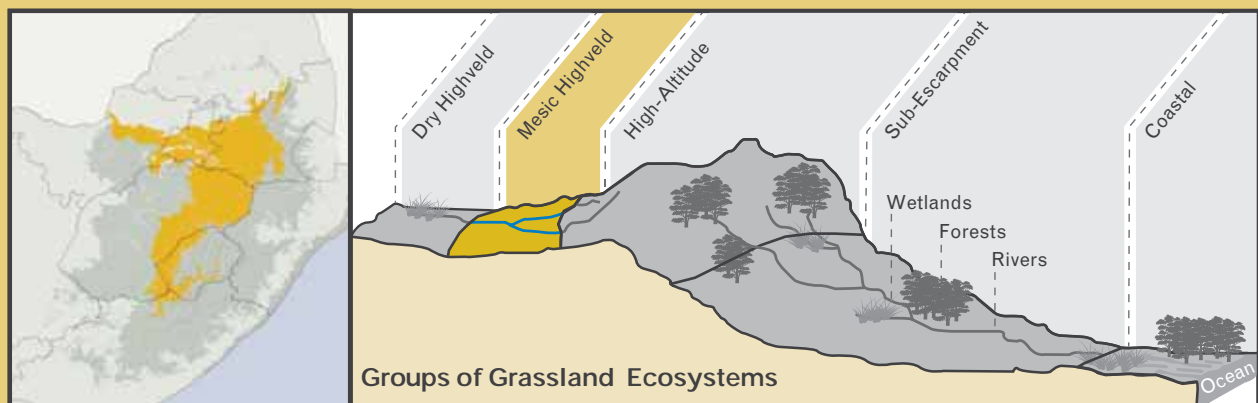 Dry Highveld
Mesic Highveld
High-Altitude
Sub-Escarpment
Coastal
Wetlands
Forests
Rivers
Groups of Grassland Ecosystems
Ocean